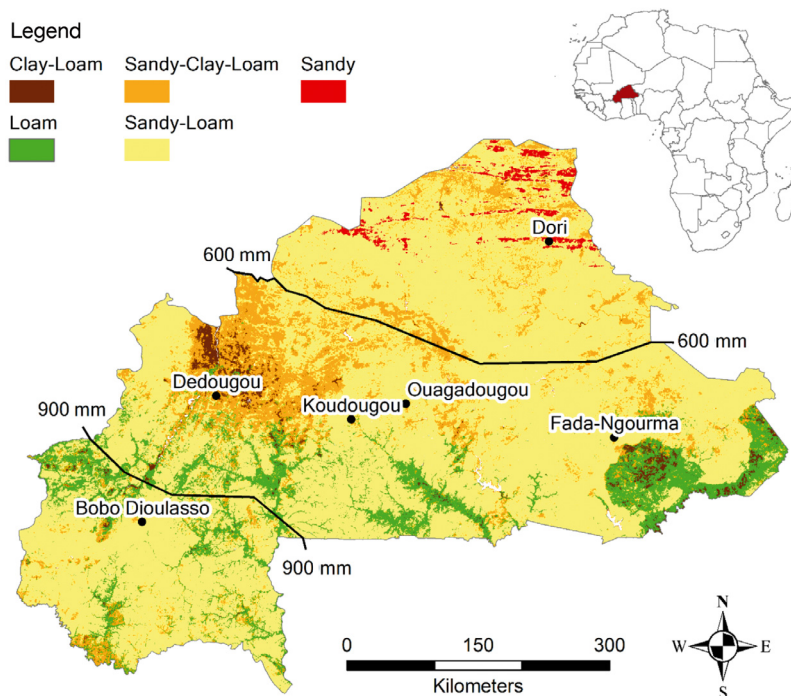 Legend
Clay-Loam Sandy-Clay-Loam Sandy
Loam Sandy-Loam
Dori
600 mm
600 mm
Dedougou
Ouagadougou
Koudougou
900 mm
Fada-Ngourma
Bobo Dioulasso
900 mm
0 150 300
Kilometers
N
W E
S